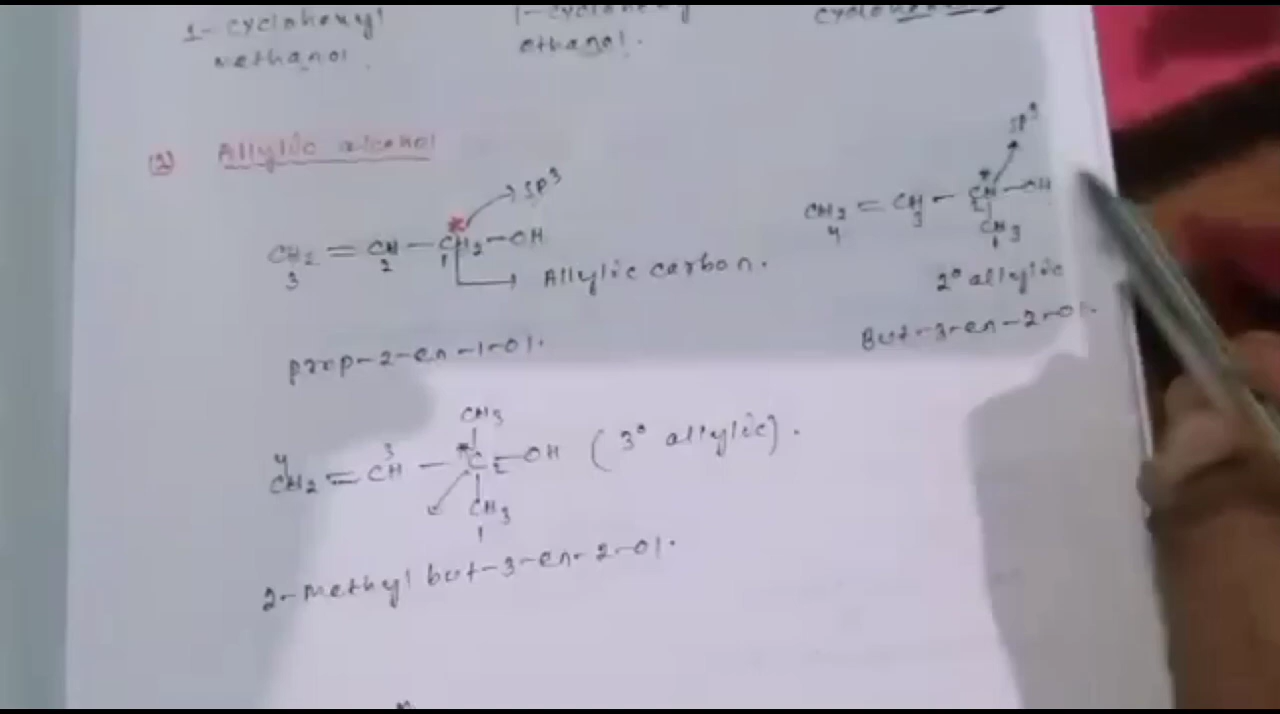 1-cyclohexyl
Methanol.
1-cyclohexy
ethanol.
(2) Allylic alcohol
CH2 = CH - CH2 - OH
3 2 1
* → SP3
→ Allylic carbon.
prop-2-en-1-ol.
CH2 = CH - CH - OH
4 3 2
* → SP3
CH3
1
2° allylic
But-3-en-2-ol.
CH3
4 3 *
CH2 = CH - C - OH (3° allylic).
2
CH3
1
2-Methyl but-3-en-2-ol.